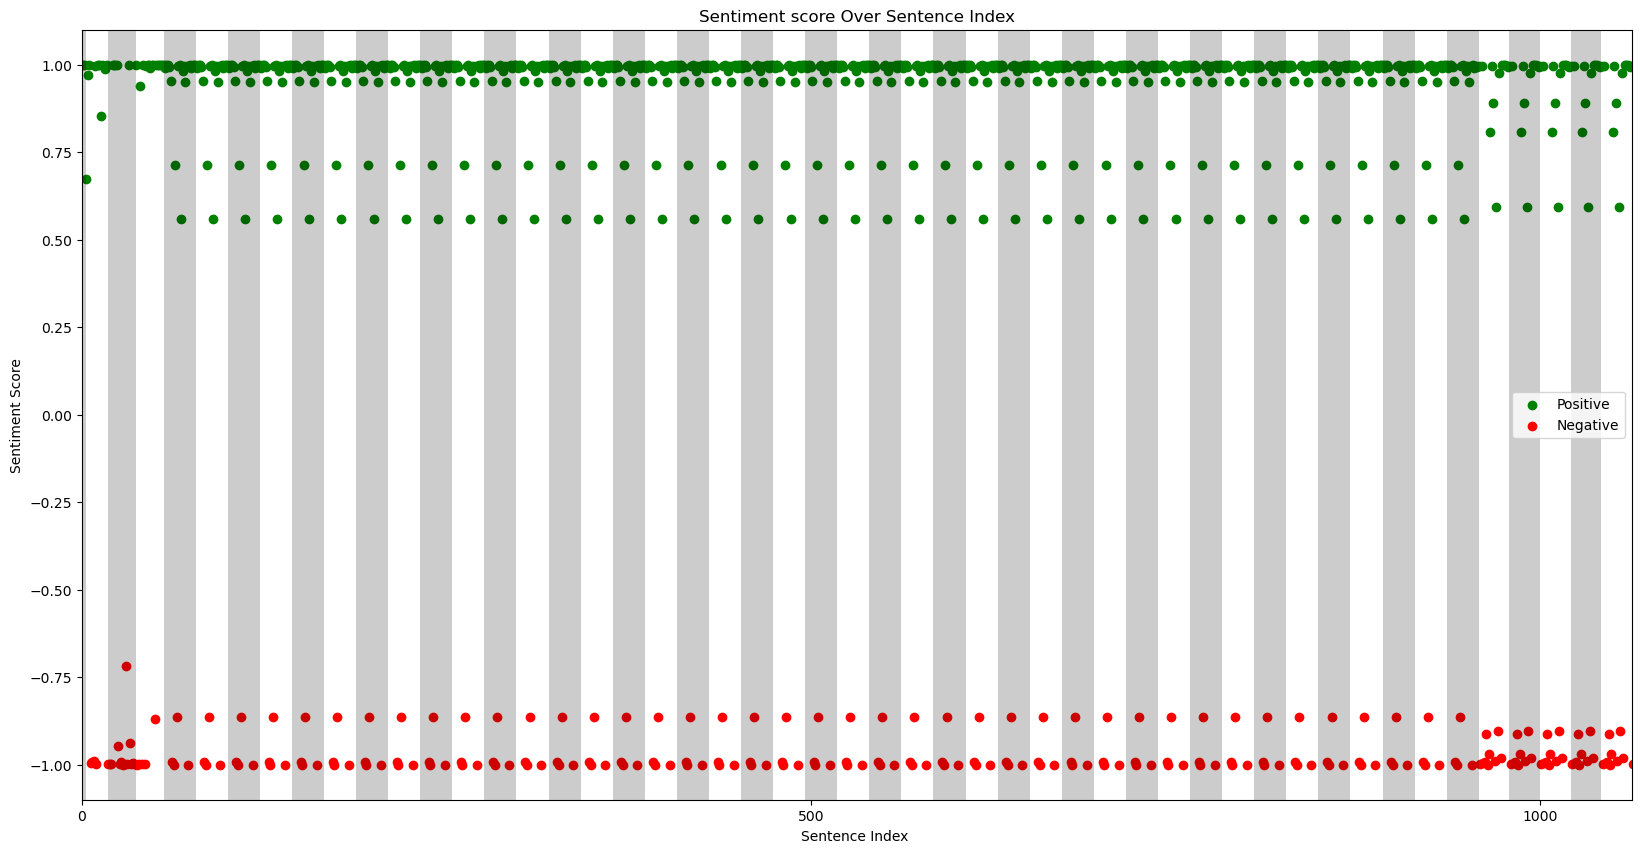 Sentiment score Over Sentence Index
1.00
0.75
0.50
0.25
0.00
−0.25
−0.50
−0.75
−1.00
Sentiment Score
Positive
Negative
0
500
1000
Sentence Index